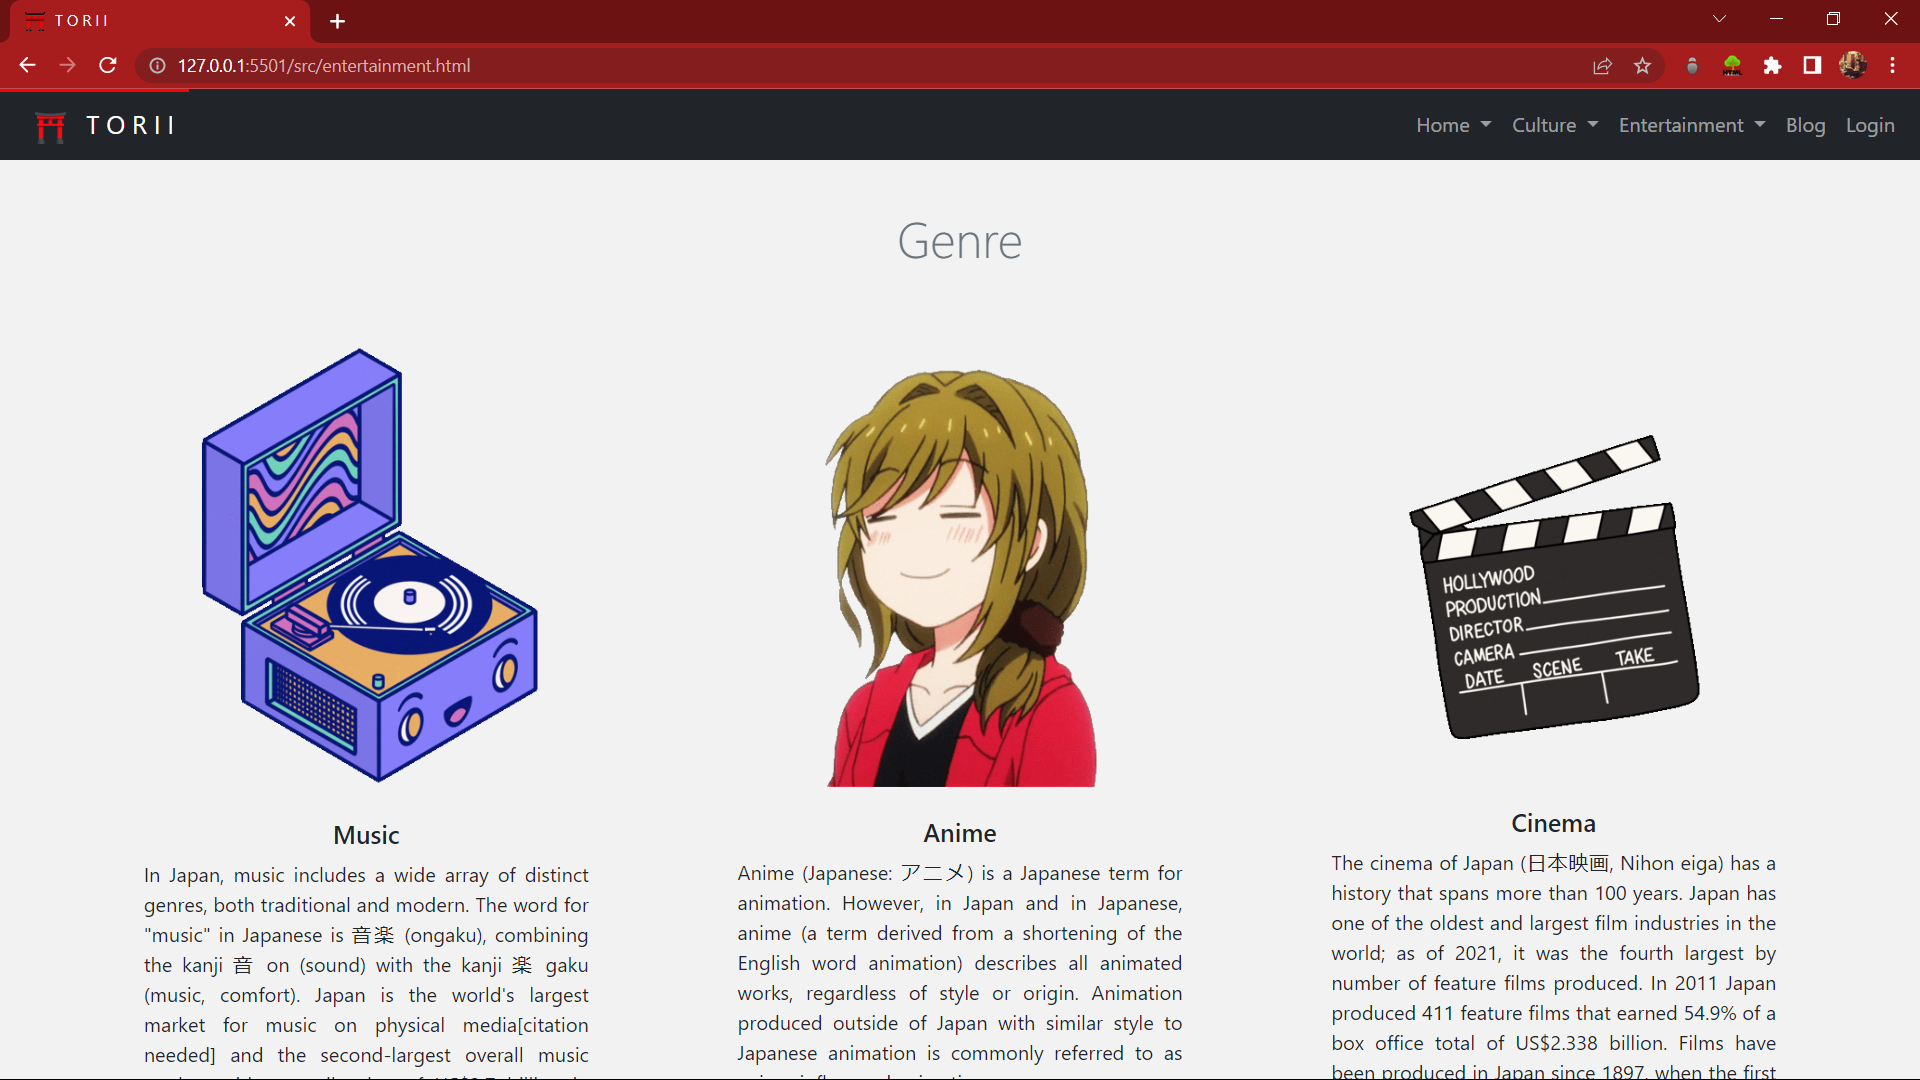 T O R I I
127.0.0.1:5501/src/entertainment.html
T O R I I
Home Culture Entertainment Blog Login
Genre
HOLLYWOOD
PRODUCTION
DIRECTOR
CAMERA
DATE SCENE TAKE
Music
In Japan, music includes a wide array of distinct
genres, both traditional and modern. The word for
"music" in Japanese is 音楽 (ongaku), combining
the kanji 音 on (sound) with the kanji 楽 gaku
(music, comfort). Japan is the world's largest
market for music on physical media[citation
needed] and the second-largest overall music
Anime
Anime (Japanese: アニメ) is a Japanese term for
animation. However, in Japan and in Japanese,
anime (a term derived from a shortening of the
English word animation) describes all animated
works, regardless of style or origin. Animation
produced outside of Japan with similar style to
Japanese animation is commonly referred to as
Cinema
The cinema of Japan (日本映画, Nihon eiga) has a
history that spans more than 100 years. Japan has
one of the oldest and largest film industries in the
world; as of 2021, it was the fourth largest by
number of feature films produced. In 2011 Japan
produced 411 feature films that earned 54.9% of a
box office total of US$2.338 billion. Films have
been produced in Japan since 1897, when the first